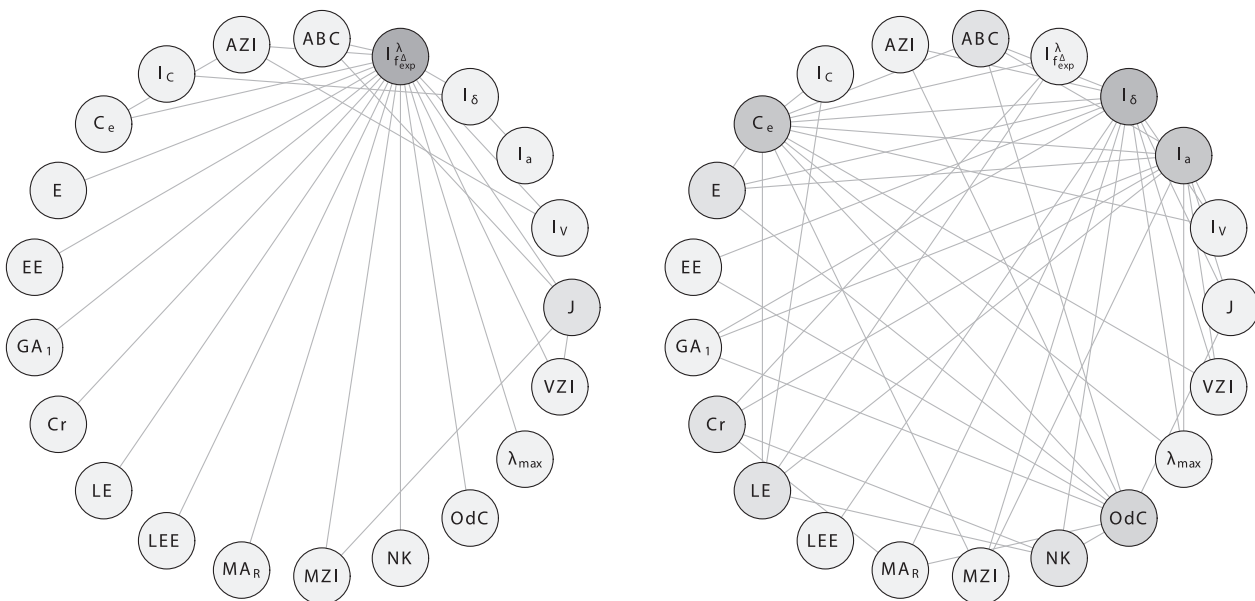 ABC
I^λ_{f^Δ_exp}
I_δ
I_a
I_V
J
VZI
λ_max
OdC
NK
MZI
MA_R
LEE
LE
Cr
GA_1
EE
E
C_e
I_C
AZI
ABC
I^λ_{f^Δ_exp}
I_δ
I_a
I_V
J
VZI
λ_max
OdC
NK
MZI
MA_R
LEE
LE
Cr
GA_1
EE
E
C_e
I_C
AZI